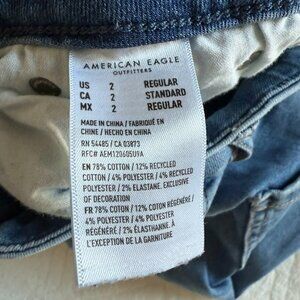 AMERICAN EAGLE
OUTFITTERS
US 2 REGULAR
CA 2 STANDARD
MX 2 REGULAR
MADE IN CHINA / FABRIQUÉ EN
CHINE / HECHO EN CHINA
RN 54485 / CA 03873
RFC# AEM120605U9A
EN 78% COTTON / 12% RECYCLED
COTTON / 4% POLYESTER / 4% RECYCLED
POLYESTER / 2% ELASTANE. EXCLUSIVE
OF DECORATION
FR 78% COTON / 12% COTON RÉGÉNÉRÉ /
4% POLYESTER / 4% POLYESTER
RÉGÉNÉRÉ / 2% ÉLASTHANNE. À
L'EXCEPTION DE LA GARNITURE